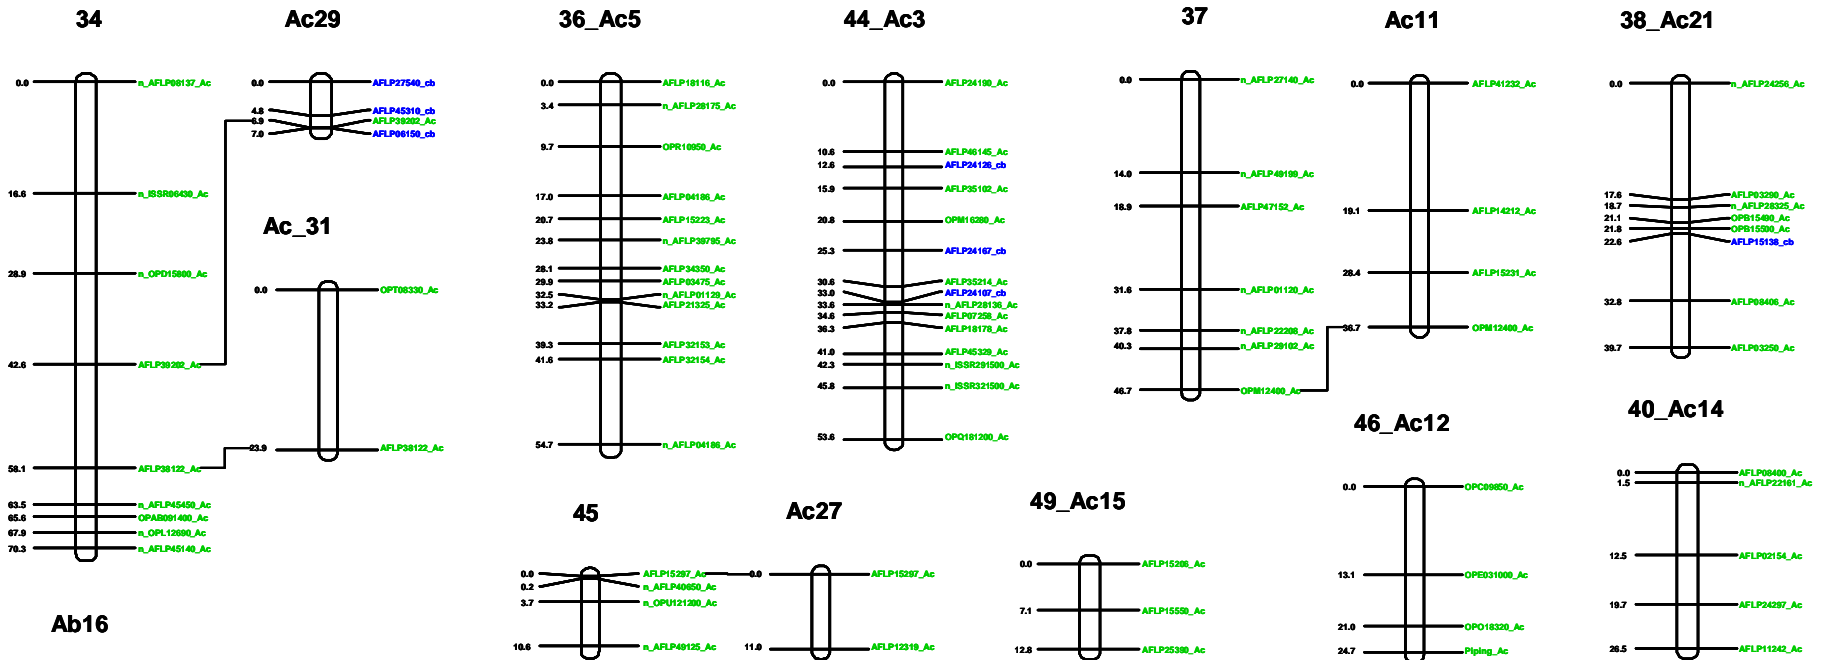 34
0.0 n_AFLP08137_Ac
16.6 n_ISSR06430_Ac
28.9 n_OPD15800_Ac
42.6 AFLP39202_Ac
58.1 AFLP38122_Ac
63.5 n_AFLP45450_Ac
65.6 OPAB091400_Ac
67.9 n_OPL12690_Ac
70.3 n_AFLP45140_Ac
Ab16
Ac29
0.0 AFLP27540_cb
4.8 AFLP45310_cb
6.9 AFLP39202_Ac
7.0 AFLP06150_cb
Ac_31
0.0 OPT08330_Ac
23.9 AFLP38122_Ac
36_Ac5
0.0 AFLP18116_Ac
3.4 n_AFLP28175_Ac
9.7 OPR10950_Ac
17.0 AFLP04186_Ac
20.7 AFLP15223_Ac
23.8 n_AFLP39795_Ac
28.1 AFLP34350_Ac
29.9 AFLP03475_Ac
32.5 n_AFLP01129_Ac
33.2 AFLP21325_Ac
39.3 AFLP32153_Ac
41.6 AFLP32154_Ac
54.7 n_AFLP04186_Ac
44_Ac3
0.0 AFLP24190_Ac
10.6 AFLP46145_Ac
12.6 AFLP24126_cb
15.9 AFLP35102_Ac
20.8 OPM16280_Ac
25.3 AFLP24167_cb
30.6 AFLP35214_Ac
33.0 AFLP24107_cb
33.6 n_AFLP28136_Ac
34.6 AFLP07258_Ac
36.3 AFLP18178_Ac
41.0 AFLP45329_Ac
42.3 n_ISSR291500_Ac
45.8 n_ISSR321500_Ac
53.6 OPQ181200_Ac
37
0.0 n_AFLP27140_Ac
14.0 n_AFLP49199_Ac
18.9 AFLP47152_Ac
31.6 n_AFLP01120_Ac
37.8 n_AFLP22208_Ac
40.3 n_AFLP29102_Ac
46.7 OPM12400_Ac
Ac11
0.0 AFLP41232_Ac
19.1 AFLP14212_Ac
28.4 AFLP15231_Ac
36.7 OPM12400_Ac
38_Ac21
0.0 n_AFLP24256_Ac
17.6 AFLP03290_Ac
18.7 n_AFLP28325_Ac
21.1 OPB15490_Ac
21.8 OPB15500_Ac
22.6 AFLP15138_cb
32.8 AFLP08406_Ac
39.7 AFLP03250_Ac
45
0.0 AFLP15297_Ac
0.2 n_AFLP40650_Ac
3.7 n_OPU121200_Ac
10.6 n_AFLP49125_Ac
Ac27
0.0 AFLP15297_Ac
11.0 AFLP12319_Ac
49_Ac15
0.0 AFLP15206_Ac
7.1 AFLP15550_Ac
12.8 AFLP25390_Ac
46_Ac12
0.0 OPC09850_Ac
13.1 OPE031000_Ac
21.0 OPO18320_Ac
24.7 Piping_Ac
40_Ac14
0.0 AFLP08400_Ac
1.5 n_AFLP22161_Ac
12.5 AFLP02154_Ac
19.7 AFLP24297_Ac
26.5 AFLP11242_Ac